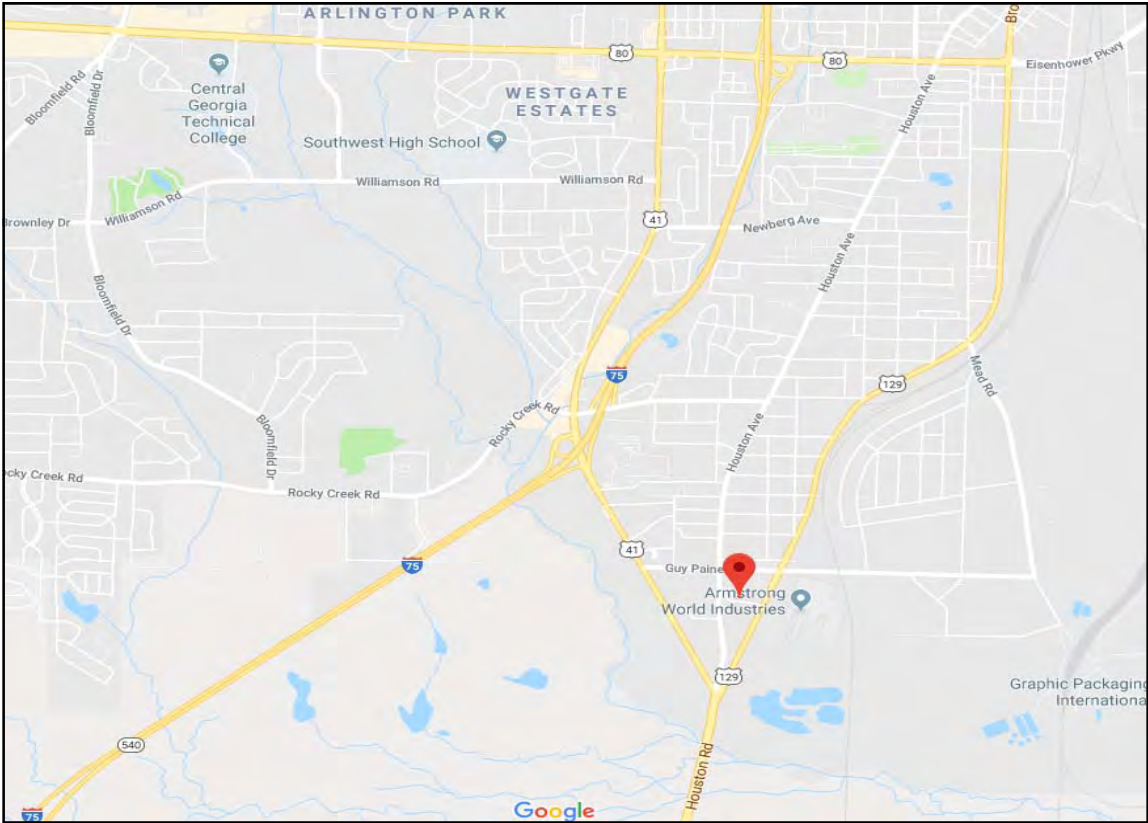 ARLINGTON PARK
Bro
80
80
Eisenhower Pkwy
Bloomfield Rd
Bloomfield Dr
Central
Georgia
Technical
College
WESTGATE
ESTATES
Houston Ave
Southwest High School
Williamson Rd
Williamson Rd
Williamson Rd
Brownley Dr
41
Newberg Ave
Houston Ave
Bloomfield Dr
75
129
Mead Rd
Rocky Creek Rd
Houston Ave
Bloomfield Dr
ocky Creek Rd
Rocky Creek Rd
41
75
Guy Paine
Armstrong
World Industries
129
Graphic Packaging
Internationa
540
Houston Rd
75
Google